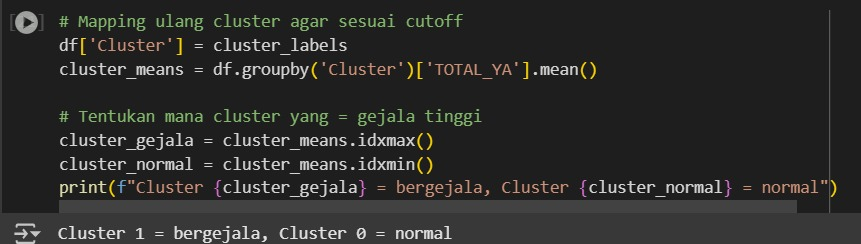 # Mapping ulang cluster agar sesuai cutoff
df['Cluster'] = cluster_labels
cluster_means = df.groupby('Cluster')['TOTAL_YA'].mean()
# Tentukan mana cluster yang = gejala tinggi
cluster_gejala = cluster_means.idxmax()
cluster_normal = cluster_means.idxmin()
print(f"Cluster {cluster_gejala} = bergejala, Cluster {cluster_normal} = normal")
Cluster 1 = bergejala, Cluster 0 = normal